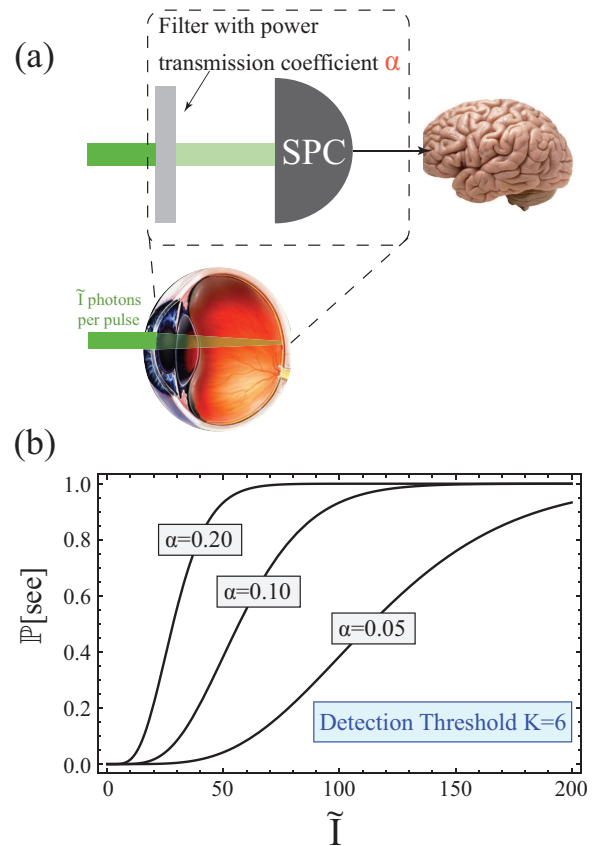 (a)
Filter with power
transmission coefficient α
SPC
Ĩ photons
per pulse
(b)
ℙ[see]
1.0
0.8
0.6
0.4
0.2
0.0
α=0.20
α=0.10
α=0.05
Detection Threshold K=6
0
50
100
150
200
Ĩ